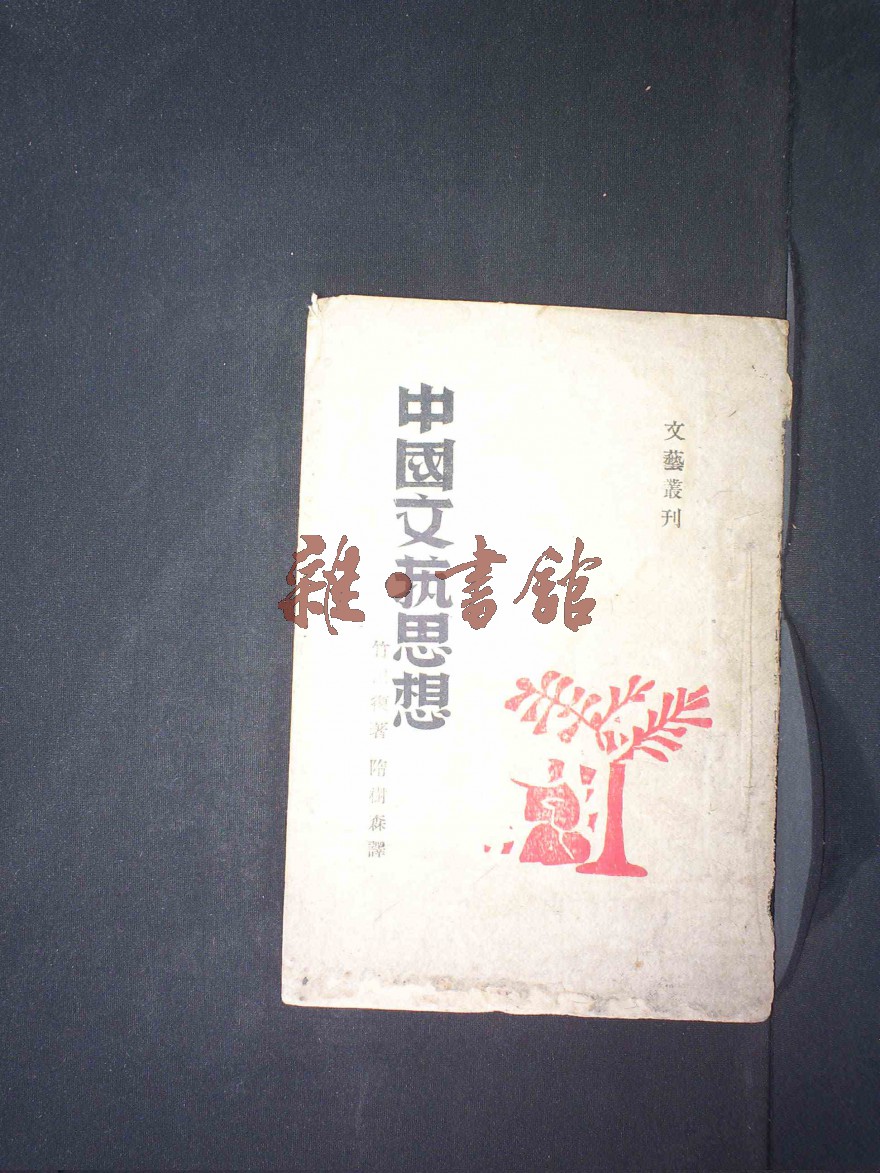 文藝叢刊
中國文蓺思想
竹復著 隋樹森譯
雜·書館